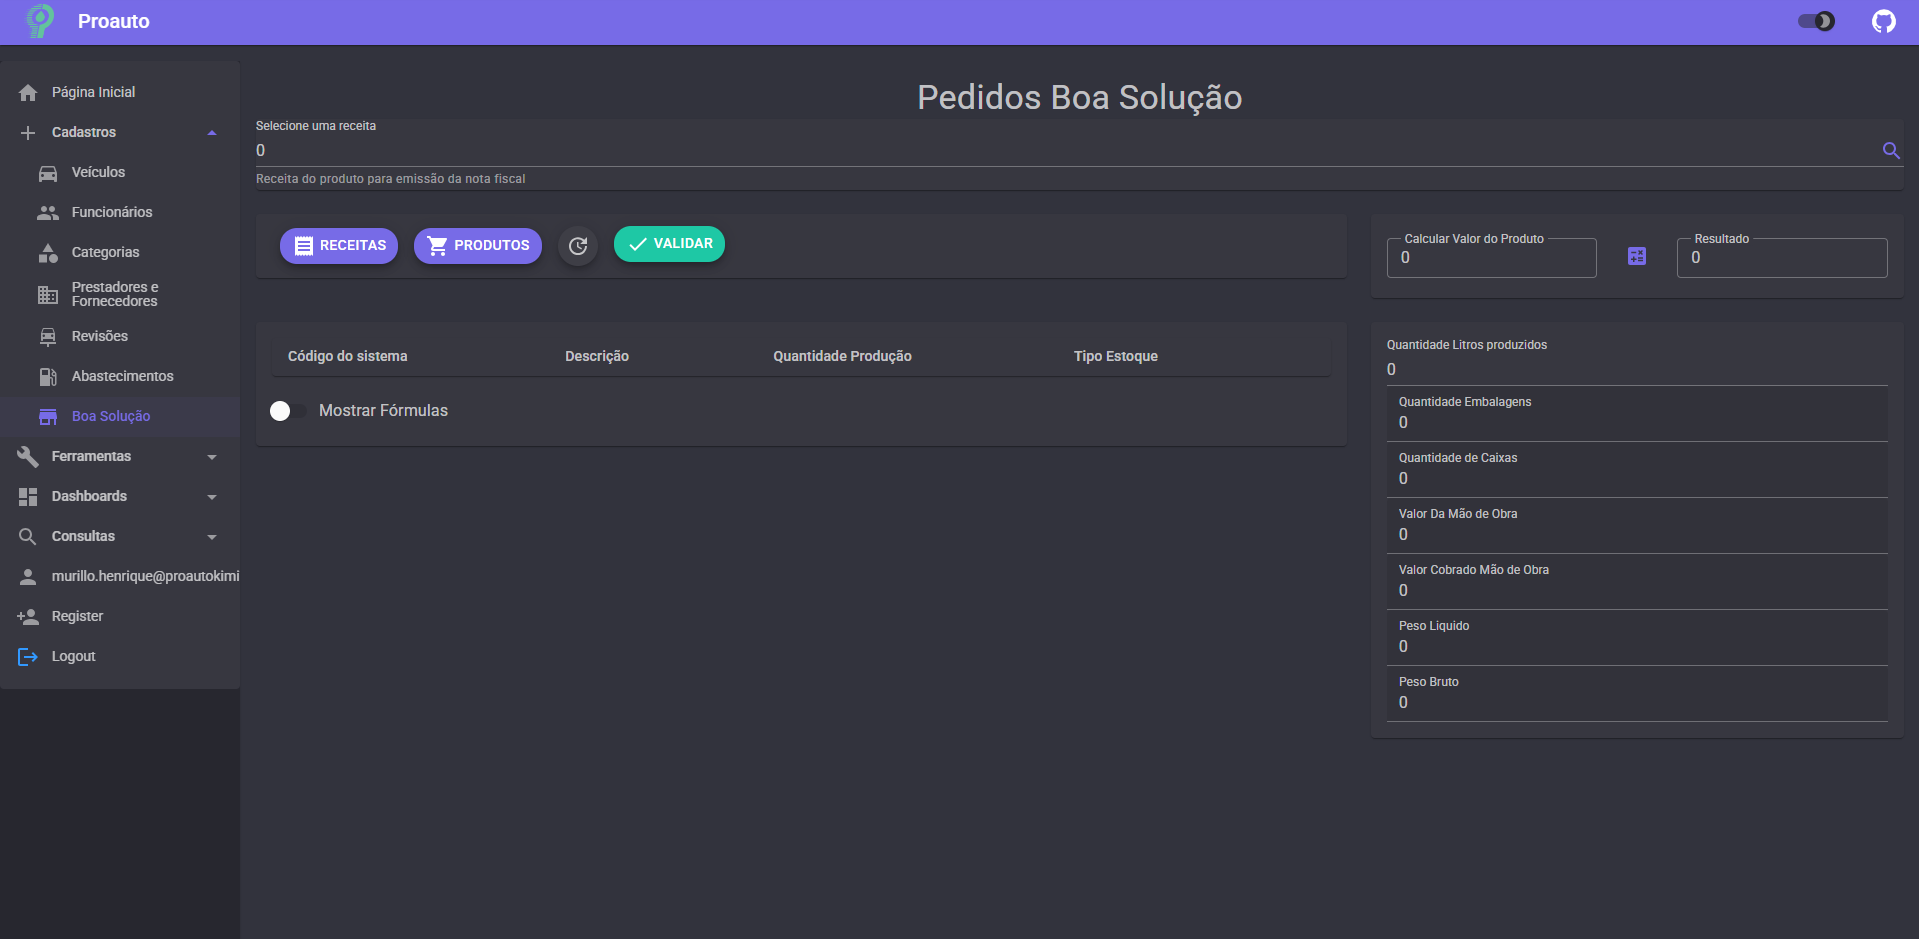 Proauto
Página Inicial
Cadastros
Veículos
Funcionários
Categorias
Prestadores e
Fornecedores
Revisões
Abastecimentos
Boa Solução
Ferramentas
Dashboards
Consultas
murillo.henrique@proautokimi
Register
Logout
Pedidos Boa Solução
Selecione uma receita
0
Receita do produto para emissão da nota fiscal
RECEITAS
PRODUTOS
VALIDAR
Calcular Valor do Produto
0
Resultado
0
Código do sistema Descrição Quantidade Produção Tipo Estoque
Mostrar Fórmulas
Quantidade Litros produzidos
0
Quantidade Embalagens
0
Quantidade de Caixas
0
Valor Da Mão de Obra
0
Valor Cobrado Mão de Obra
0
Peso Liquido
0
Peso Bruto
0